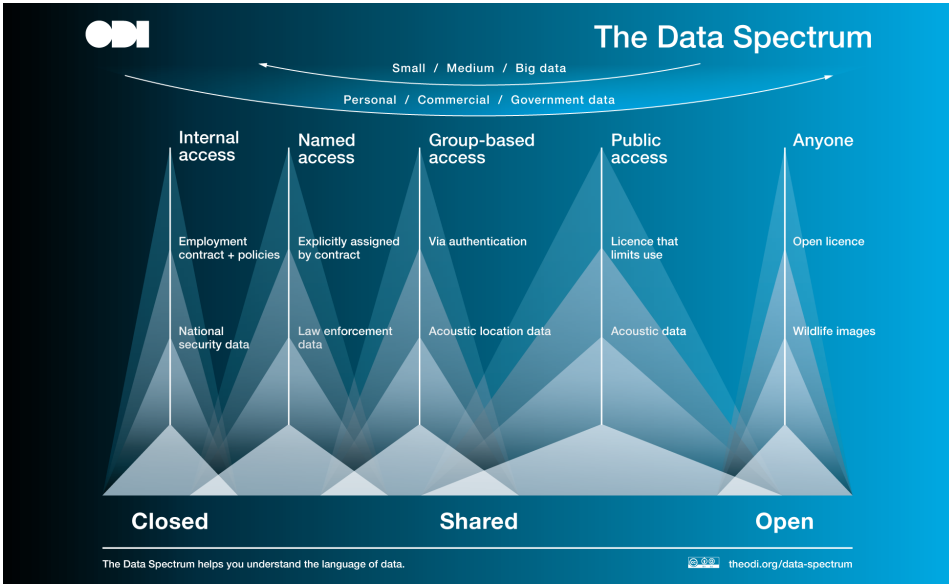 ODI
The Data Spectrum
Small / Medium / Big data
Personal / Commercial / Government data
Internal
access
Named
access
Group-based
access
Public
access
Anyone
Employment
contract + policies
Explicitly assigned
by contract
Via authentication
Licence that
limits use
Open licence
National
security data
Law enforcement
data
Acoustic location data
Acoustic data
Wildlife images
Closed
Shared
Open
The Data Spectrum helps you understand the language of data.
theodi.org/data-spectrum